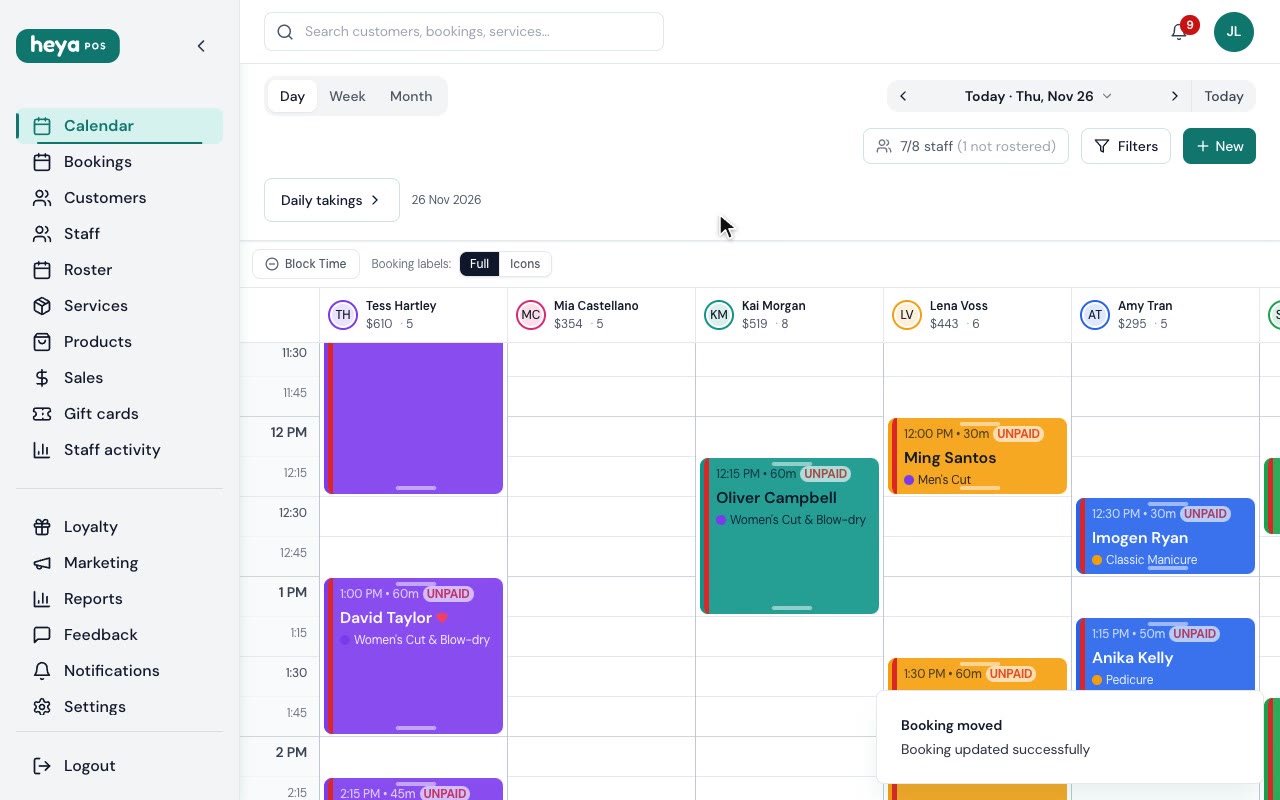 heya POS
Search customers, bookings, services...
9
JL
Calendar
Bookings
Customers
Staff
Roster
Services
Products
Sales
Gift cards
Staff activity
Loyalty
Marketing
Reports
Feedback
Notifications
Settings
Logout
Day Week Month
Today · Thu, Nov 26
Today
7/8 staff (1 not rostered)
Filters
+ New
Daily takings
26 Nov 2026
Block Time
Booking labels:
Full
Icons
TH
Tess Hartley
$610 · 5
MC
Mia Castellano
$354 · 5
KM
Kai Morgan
$519 · 8
LV
Lena Voss
$443 · 6
AT
Amy Tran
$295 · 5
11:30
11:45
12 PM
12:15
12:30
12:45
1 PM
1:15
1:30
1:45
2 PM
2:15
1:00 PM • 60m UNPAID
David Taylor
Women's Cut & Blow-dry
2:15 PM • 45m UNPAID
12:15 PM • 60m UNPAID
Oliver Campbell
Women's Cut & Blow-dry
12:00 PM • 30m UNPAID
Ming Santos
Men's Cut
1:30 PM • 60m UNPAID
12:30 PM • 30m UNPAID
Imogen Ryan
Classic Manicure
1:15 PM • 50m UNPAID
Anika Kelly
Pedicure
Booking moved
Booking updated successfully